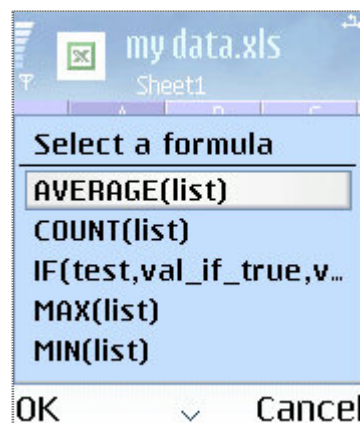 my data.xls
Sheet1
A B C
Select a formula
AVERAGE(list)
COUNT(list)
IF(test,val_if_true,v...
MAX(list)
MIN(list)
OK Cancel